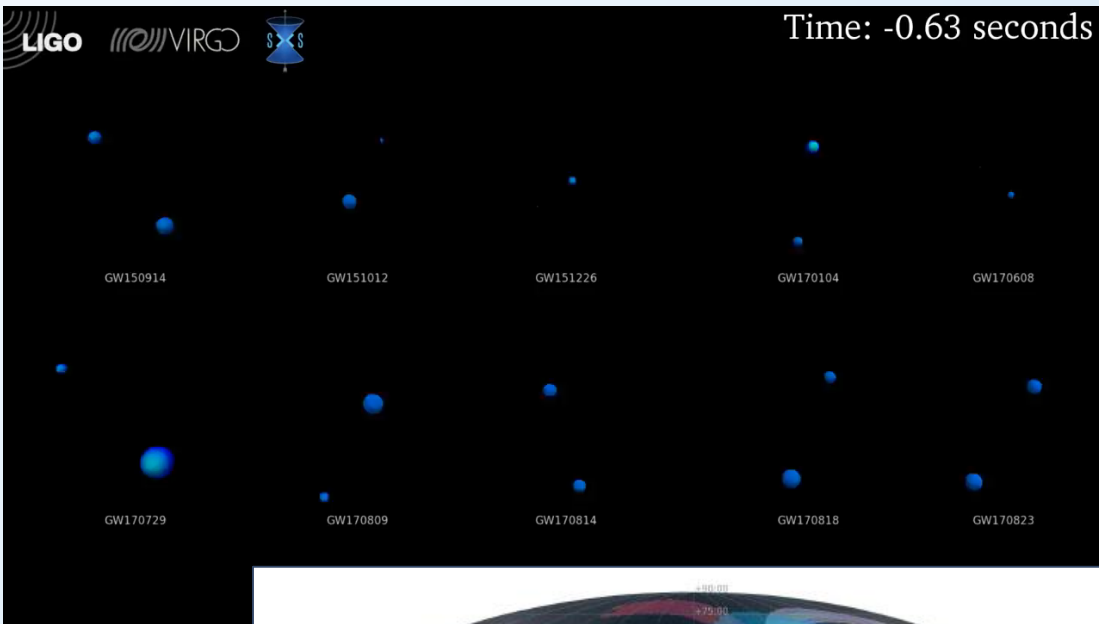 LIGO VIRGO S X S Time: -0.63 seconds
GW150914 GW151012 GW151226 GW170104 GW170608
GW170729 GW170809 GW170814 GW170818 GW170823
+90:00
+75:00